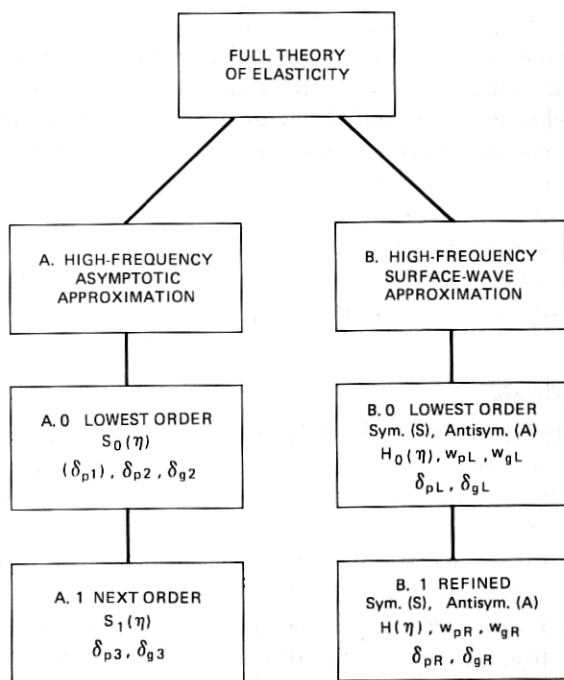 FULL THEORY
OF ELASTICITY
A. HIGH-FREQUENCY
ASYMPTOTIC
APPROXIMATION
B. HIGH-FREQUENCY
SURFACE-WAVE
APPROXIMATION
A.0 LOWEST ORDER
S₀(η)
(δp1), δp2, δg2
B.0 LOWEST ORDER
Sym. (S), Antisym. (A)
H₀(η), wpL, wgL
δpL, δgL
A.1 NEXT ORDER
S₁(η)
δp3, δg3
B.1 REFINED
Sym. (S), Antisym. (A)
H(η), wpR, wgR
δpR, δgR